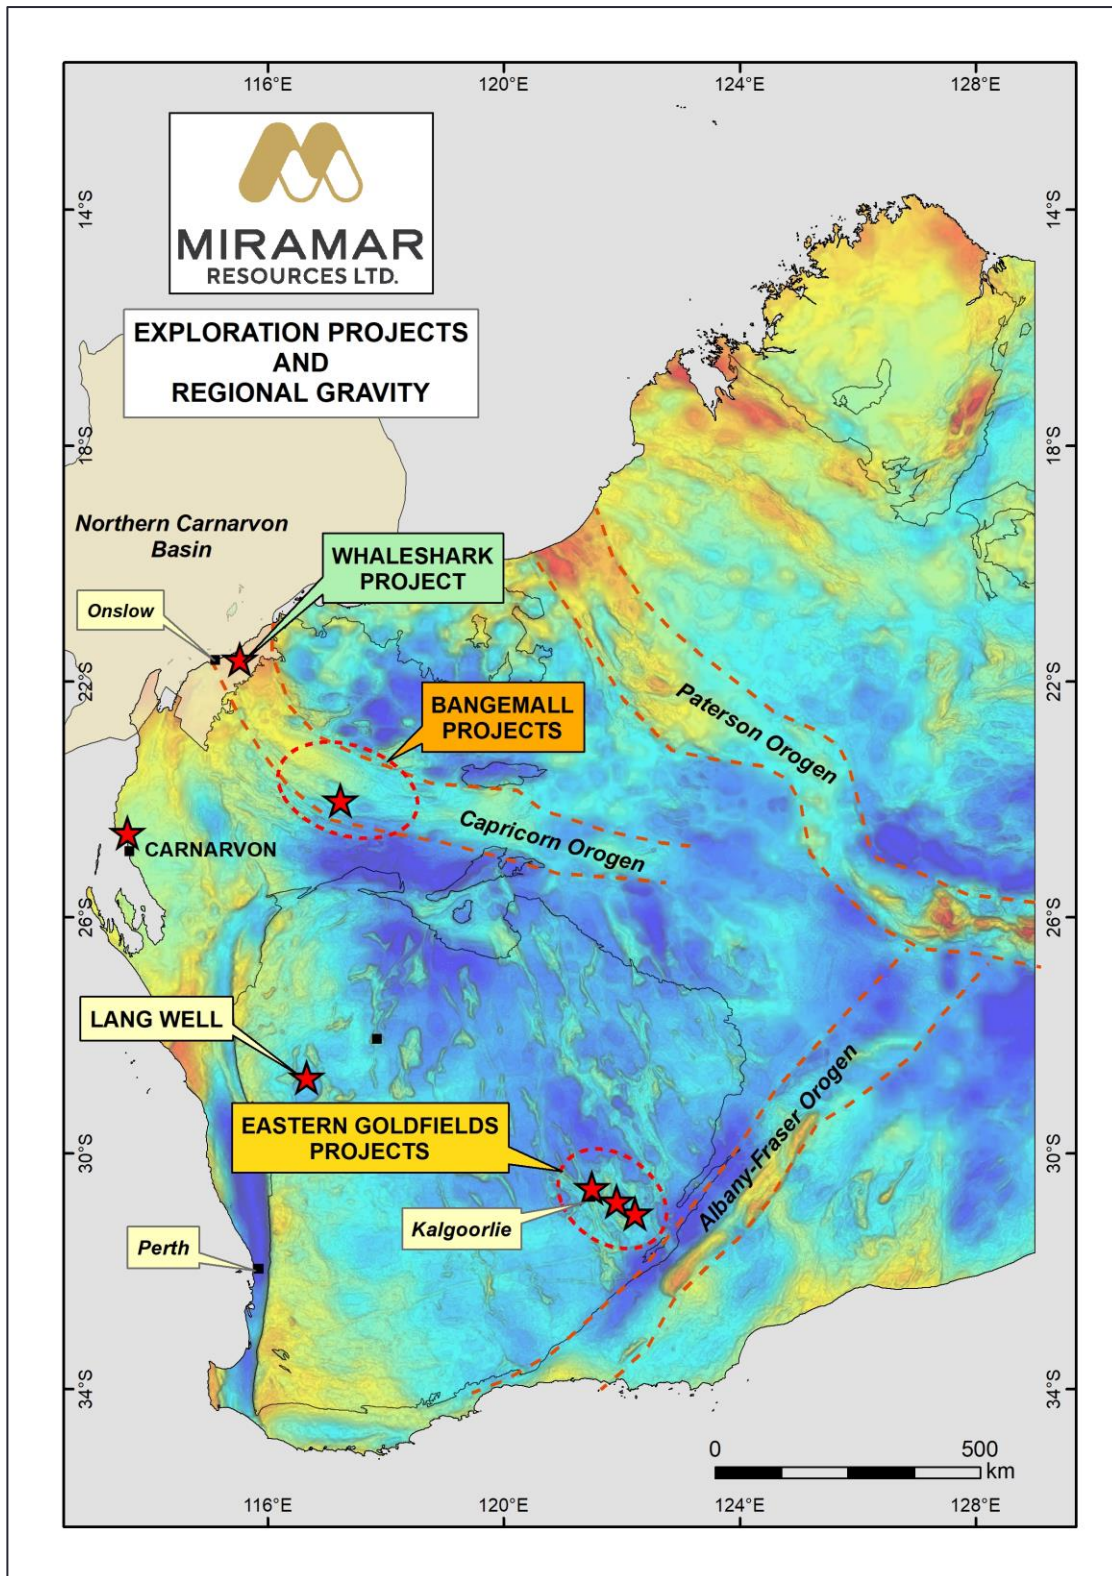 116°E
120°E
124°E
128°E
14°S
14°S
MIRAMAR
RESOURCES LTD.
EXPLORATION PROJECTS
AND
REGIONAL GRAVITY
18°S
18°S
Northern Carnarvon
Basin
WHALESHARK
PROJECT
Onslow
22°S
22°S
BANGEMALL
PROJECTS
Paterson Orogen
Capricorn Orogen
CARNARVON
26°S
26°S
LANG WELL
EASTERN GOLDFIELDS
PROJECTS
Albany-Fraser Orogen
30°S
30°S
Kalgoorlie
Perth
34°S
34°S
0
500
km
116°E
120°E
124°E
128°E